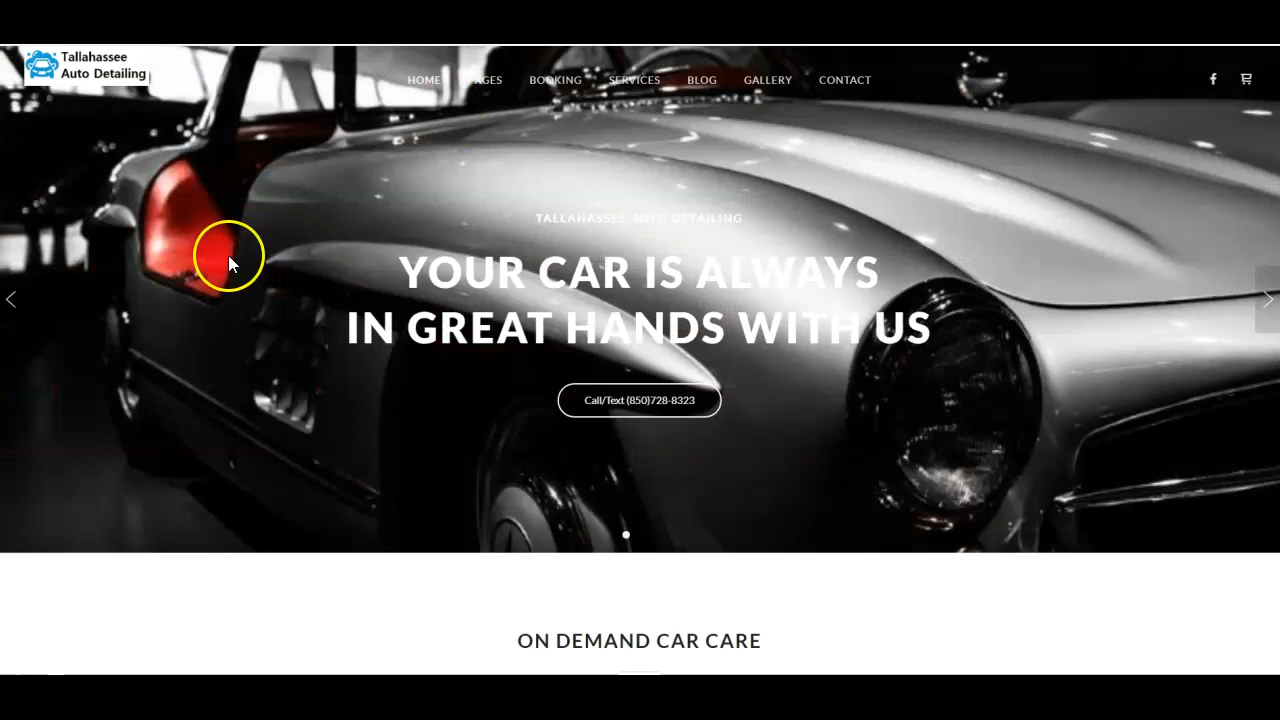 Tallahassee
Auto Detailing
HOME PAGES BOOKING SERVICES BLOG GALLERY CONTACT
TALLAHASSEE AUTO DETAILING
YOUR CAR IS ALWAYS
IN GREAT HANDS WITH US
Call/Text (850)728-8323
ON DEMAND CAR CARE